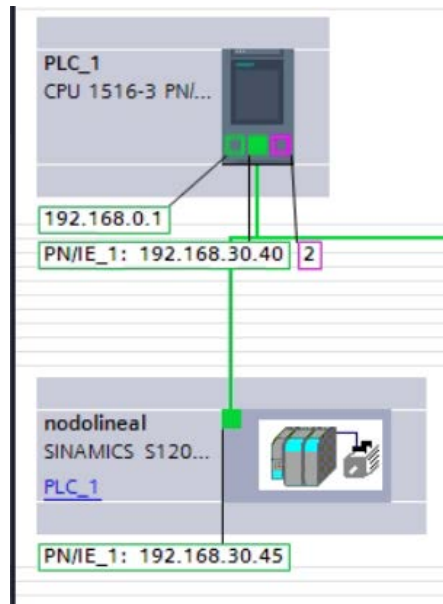 PLC_1
CPU 1516-3 PN/...
192.168.0.1
PN/IE_1: 192.168.30.40 2
nodolineal
SINAMICS S120...
PLC_1
PN/IE_1: 192.168.30.45